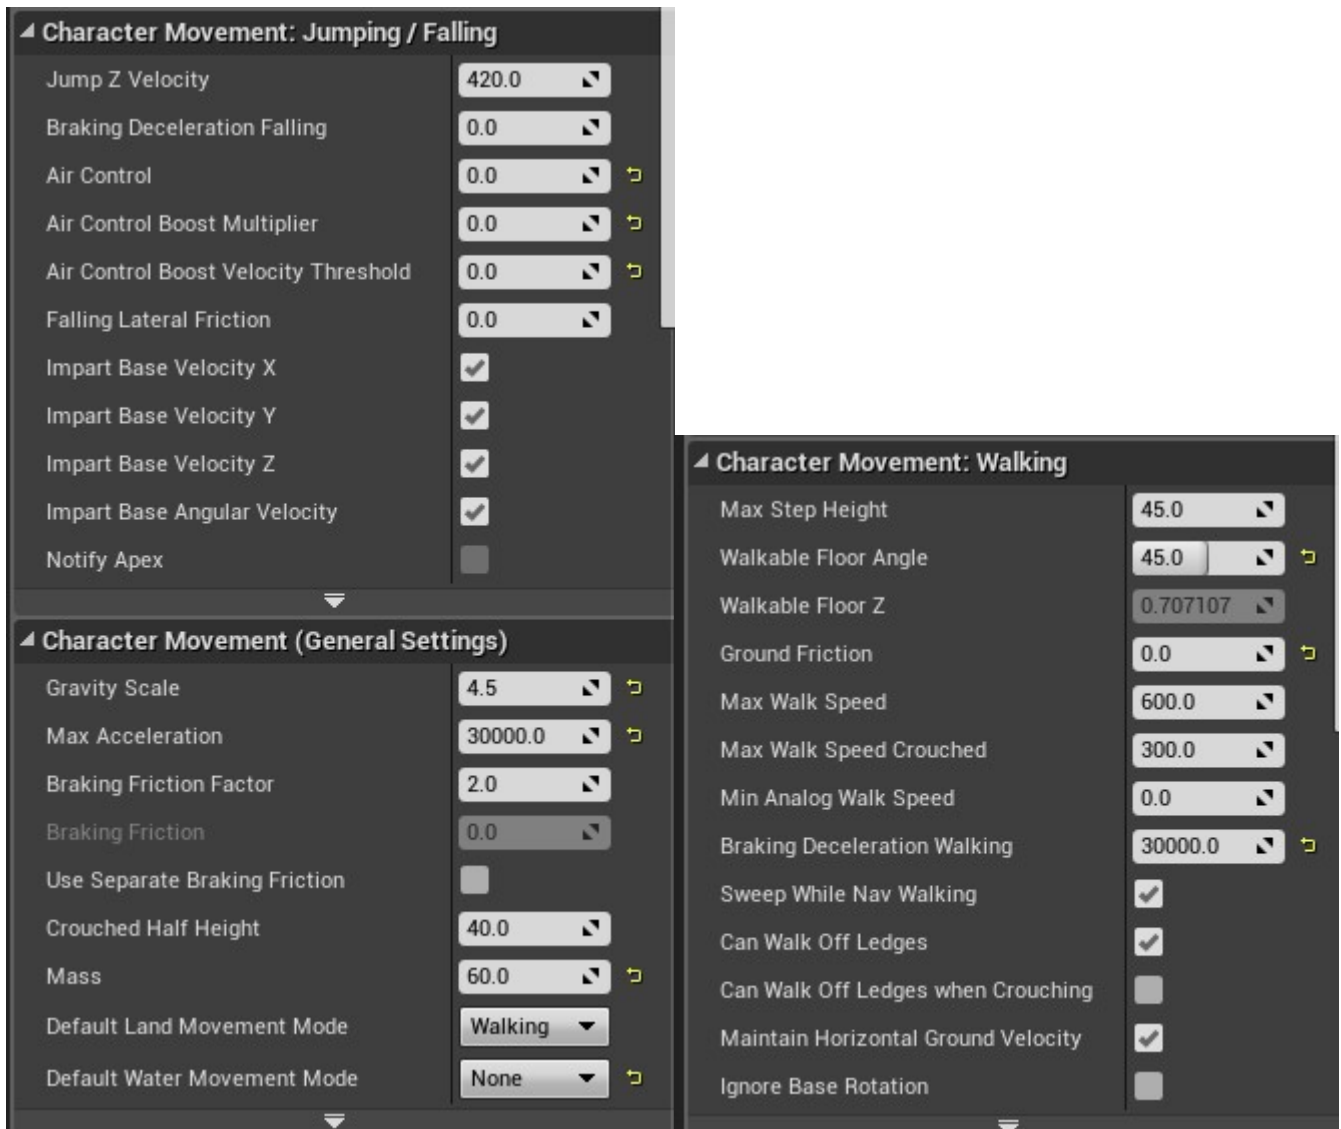 Character Movement: Jumping / Falling
Jump Z Velocity 420.0
Braking Deceleration Falling 0.0
Air Control 0.0
Air Control Boost Multiplier 0.0
Air Control Boost Velocity Threshold 0.0
Falling Lateral Friction 0.0
Impart Base Velocity X
Impart Base Velocity Y
Impart Base Velocity Z
Impart Base Angular Velocity
Notify Apex
Character Movement (General Settings)
Gravity Scale 4.5
Max Acceleration 30000.0
Braking Friction Factor 2.0
Braking Friction 0.0
Use Separate Braking Friction
Crouched Half Height 40.0
Mass 60.0
Default Land Movement Mode Walking
Default Water Movement Mode None
Character Movement: Walking
Max Step Height 45.0
Walkable Floor Angle 45.0
Walkable Floor Z 0.707107
Ground Friction 0.0
Max Walk Speed 600.0
Max Walk Speed Crouched 300.0
Min Analog Walk Speed 0.0
Braking Deceleration Walking 30000.0
Sweep While Nav Walking
Can Walk Off Ledges
Can Walk Off Ledges when Crouching
Maintain Horizontal Ground Velocity
Ignore Base Rotation